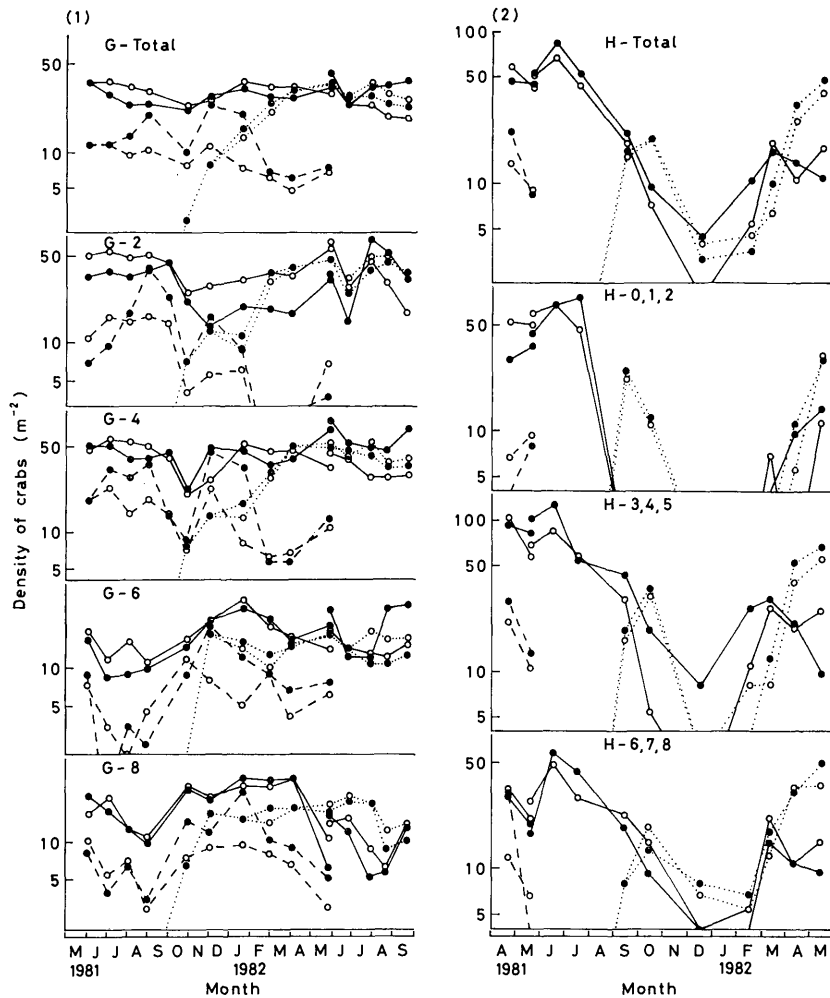 (1)
G-Total
50
10
5
G-2
50
10
5
G-4
50
10
5
G-6
10
5
G-8
10
5
M J J A S O N D J F M A M J J A S
1981 1982
Month
Density of crabs (m⁻²)
(2)
H-Total
100
50
10
5
H-0,1,2
50
10
5
H-3,4,5
100
50
10
5
H-6,7,8
50
10
5
A M J J A S O N D J F M A M
1981 1982
Month